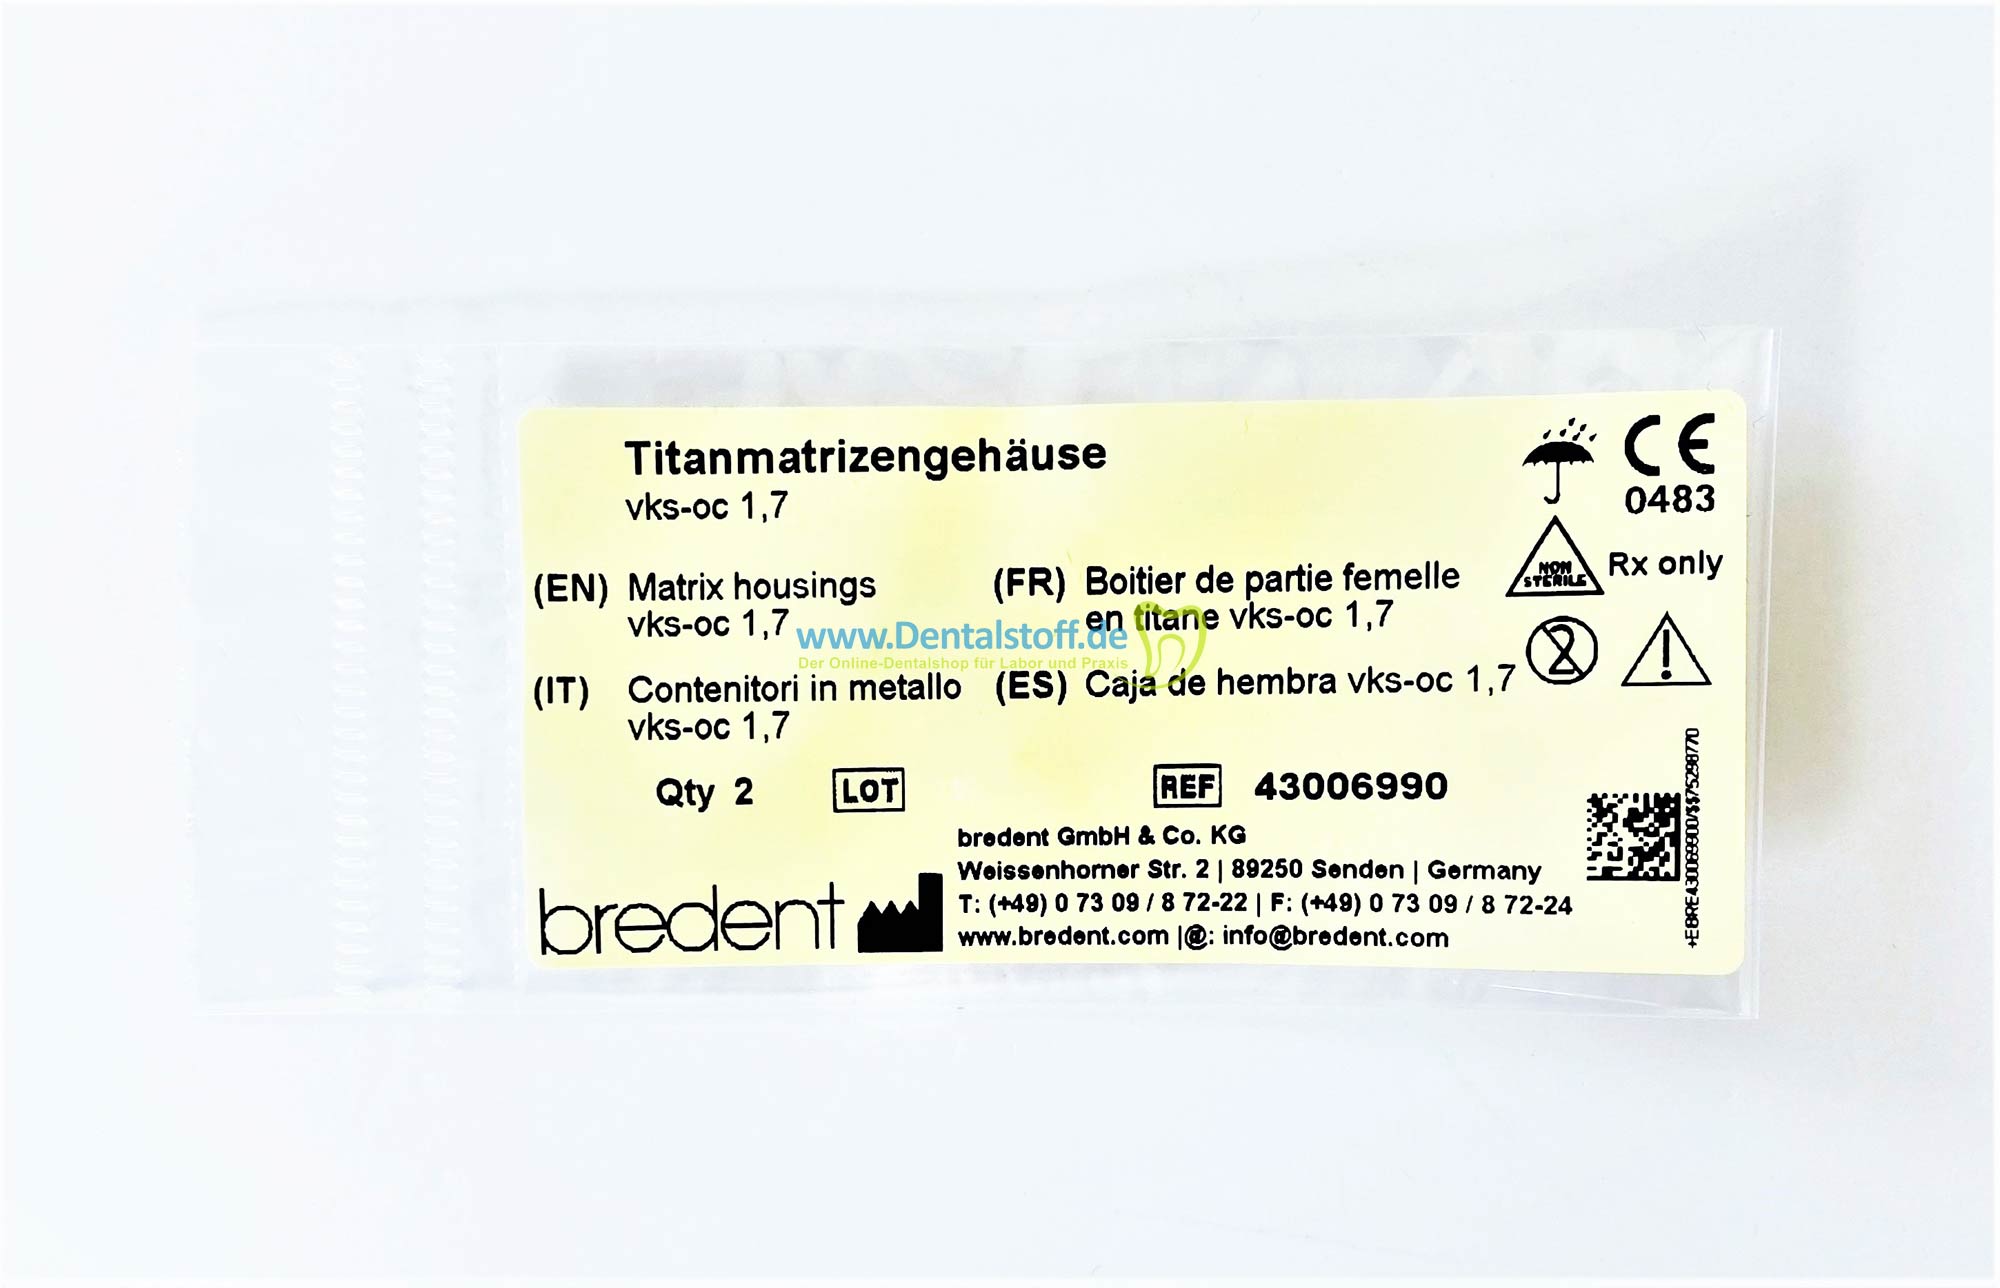 Titanmatrizengehäuse
vks-oc 1,7
CE
0483
(EN) Matrix housings
vks-oc 1,7
(FR) Boitier de partie femelle
en titane vks-oc 1,7
NON
STERILE
Rx only
www.Dentalstoff.de
Der Online-Dentalshop für Labor und Praxis
2
(IT) Contenitori in metallo
vks-oc 1,7
(ES) Caja de hembra vks-oc 1,7
Qty 2
LOT
REF 43006990
bredent GmbH & Co. KG
Weissenhorner Str. 2 | 89250 Senden | Germany
T: (+49) 0 73 09 / 8 72-22 | F: (+49) 0 73 09 / 8 72-24
www.bredent.com |@: info@bredent.com
bredent